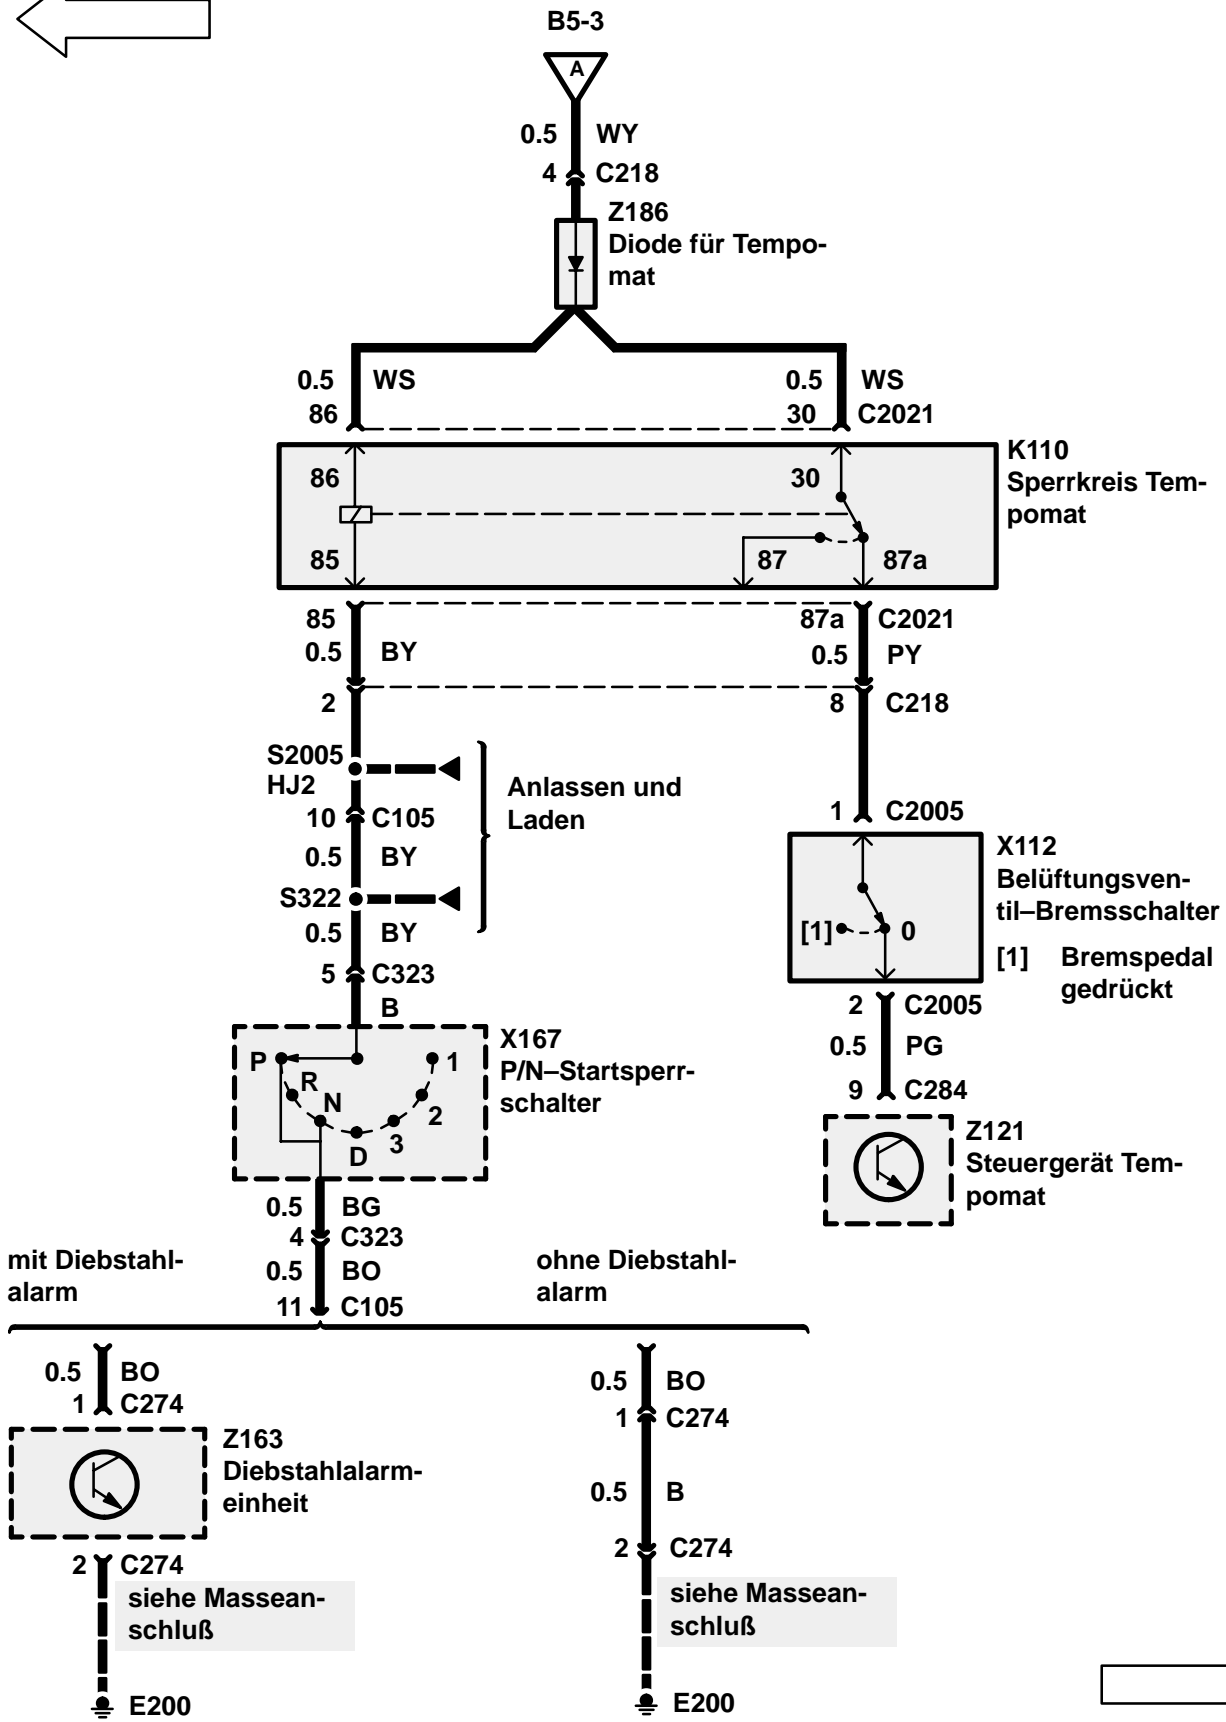 B5-3
A
0.5 WY
4 C218
Z186
Diode für Tempo-
mat
0.5 WS 0.5 WS
86 30 C2021
K110
Sperrkreis Tem-
pomat
86 30
85 87 87a
85 87a C2021
0.5 BY 0.5 PY
2 8 C218
S2005
HJ2
Anlassen und
Laden
10 C105
1 C2005
0.5 BY
X112
Belüftungsven-
til–Bremsschalter
S322
[1] 0
0.5 BY
[1] Bremspedal
gedrückt
5 C323
2 C2005
B
X167
P/N–Startsperr-
schalter
0.5 PG
P 1
R
N 2
D 3
9 C284
Z121
Steuergerät Tem-
pomat
0.5 BG
4 C323
mit Diebstahl-
alarm
ohne Diebstahl-
alarm
0.5 BO
11 C105
0.5 BO
1 C274
0.5 BO
1 C274
Z163
Diebstahlalarm-
einheit
0.5 B
2 C274
2 C274
siehe Massean-
schluß
siehe Massean-
schluß
E200
E200